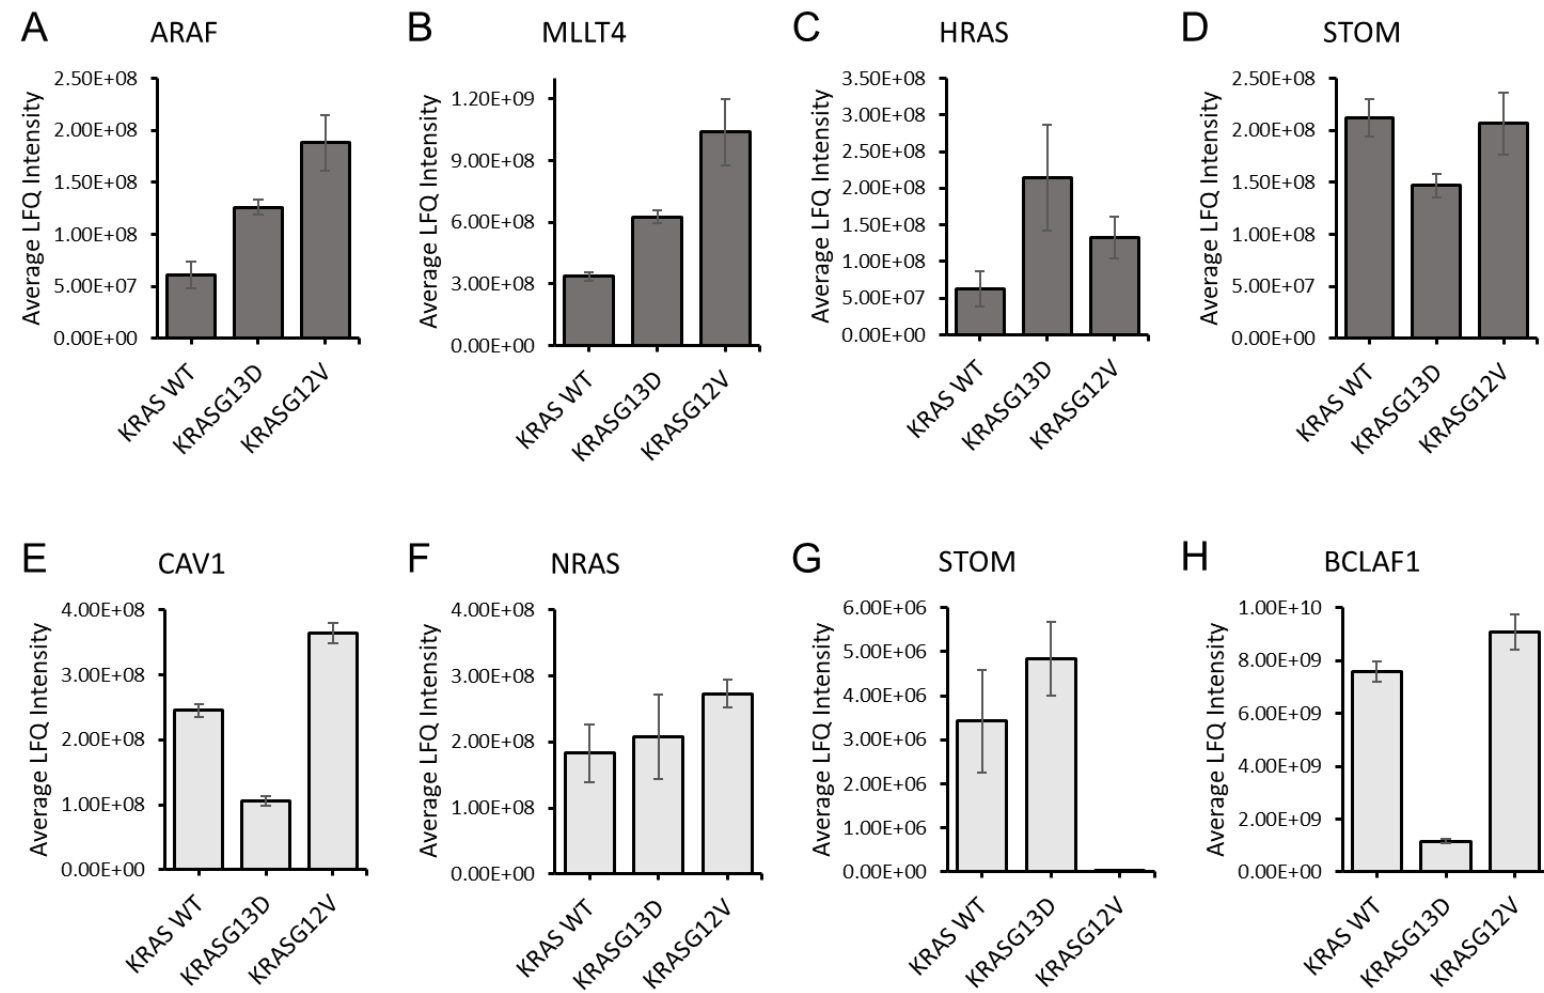 A ARAF
Average LFQ Intensity
2.50E+08
2.00E+08
1.50E+08
1.00E+08
5.00E+07
0.00E+00
KRAS WT
KRASG13D
KRASG12V
B MLLT4
Average LFQ Intensity
1.20E+09
9.00E+08
6.00E+08
3.00E+08
0.00E+00
KRAS WT
KRASG13D
KRASG12V
C HRAS
Average LFQ Intensity
3.50E+08
3.00E+08
2.50E+08
2.00E+08
1.50E+08
1.00E+08
5.00E+07
0.00E+00
KRAS WT
KRASG13D
KRASG12V
D STOM
Average LFQ Intensity
2.50E+08
2.00E+08
1.50E+08
1.00E+08
5.00E+07
0.00E+00
KRAS WT
KRASG13D
KRASG12V
E CAV1
Average LFQ Intensity
4.00E+08
3.00E+08
2.00E+08
1.00E+08
0.00E+00
KRAS WT
KRASG13D
KRASG12V
F NRAS
Average LFQ Intensity
4.00E+08
3.00E+08
2.00E+08
1.00E+08
0.00E+00
KRAS WT
KRASG13D
KRASG12V
G STOM
Average LFQ Intensity
6.00E+06
5.00E+06
4.00E+06
3.00E+06
2.00E+06
1.00E+06
0.00E+00
KRAS WT
KRASG13D
KRASG12V
H BCLAF1
Average LFQ Intensity
1.00E+10
8.00E+09
6.00E+09
4.00E+09
2.00E+09
0.00E+00
KRAS WT
KRASG13D
KRASG12V